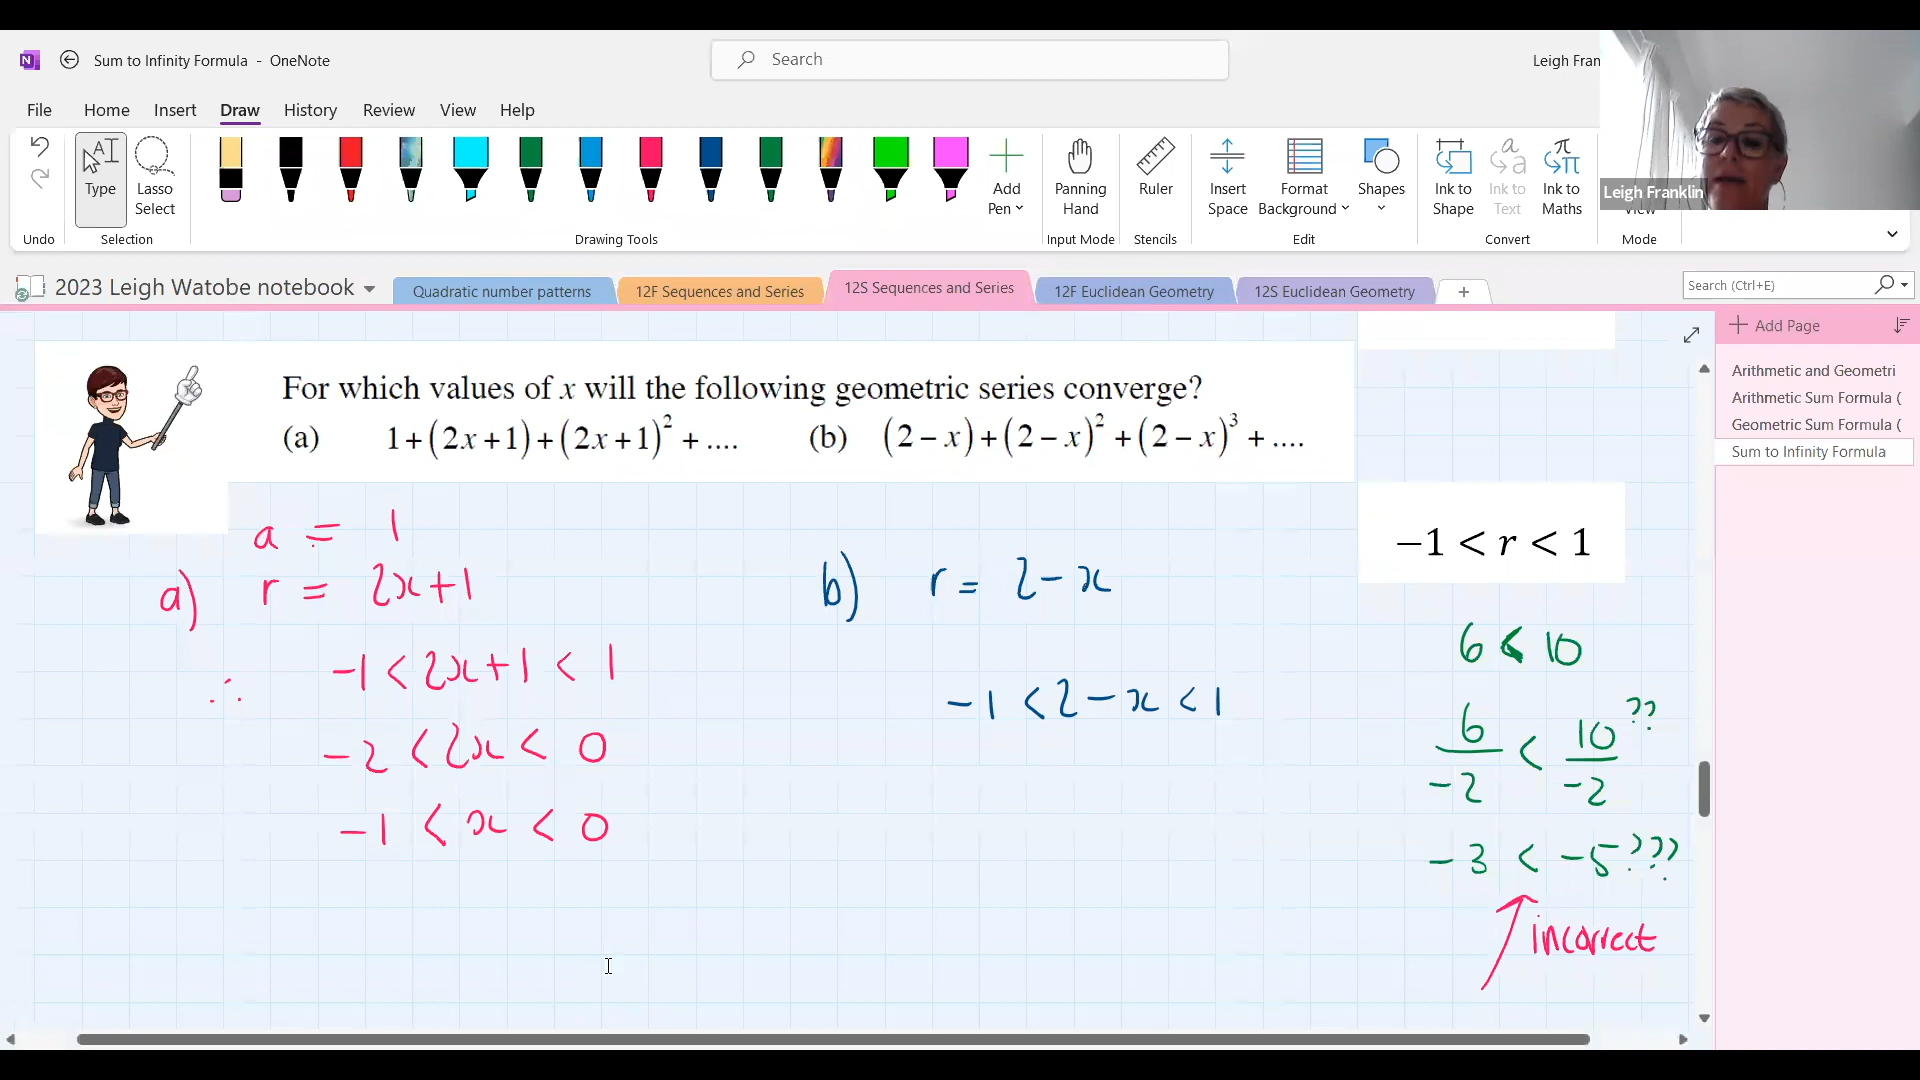 Sum to Infinity Formula - OneNote
Search
Leigh Fran
File Home Insert Draw History Review View Help
Undo
Type
Lasso Select
Selection
Drawing Tools
Add Pen
Panning Hand
Input Mode
Ruler
Stencils
Insert Space
Format Background
Shapes
Edit
Ink to Shape
Ink to Text
Ink to Maths
Convert
View
Mode
Leigh Franklin
2023 Leigh Watobe notebook
Quadratic number patterns
12F Sequences and Series
12S Sequences and Series
12F Euclidean Geometry
12S Euclidean Geometry
Search (Ctrl+E)
Add Page
Arithmetic and Geometri
Arithmetic Sum Formula (
Geometric Sum Formula (
Sum to Infinity Formula
For which values of x will the following geometric series converge?
(a) 1+(2x+1)+(2x+1)²+.... (b) (2−x)+(2−x)²+(2−x)³+....
a = 1
a) r = 2x+1
∴ -1 < 2x+1 < 1
-2 < 2x < 0
-1 < x < 0
b) r = 2-x
-1 < 2-x < 1
−1 < r < 1
6 < 10
6/-2 < 10/-2 ??
-3 < -5???
incorrect